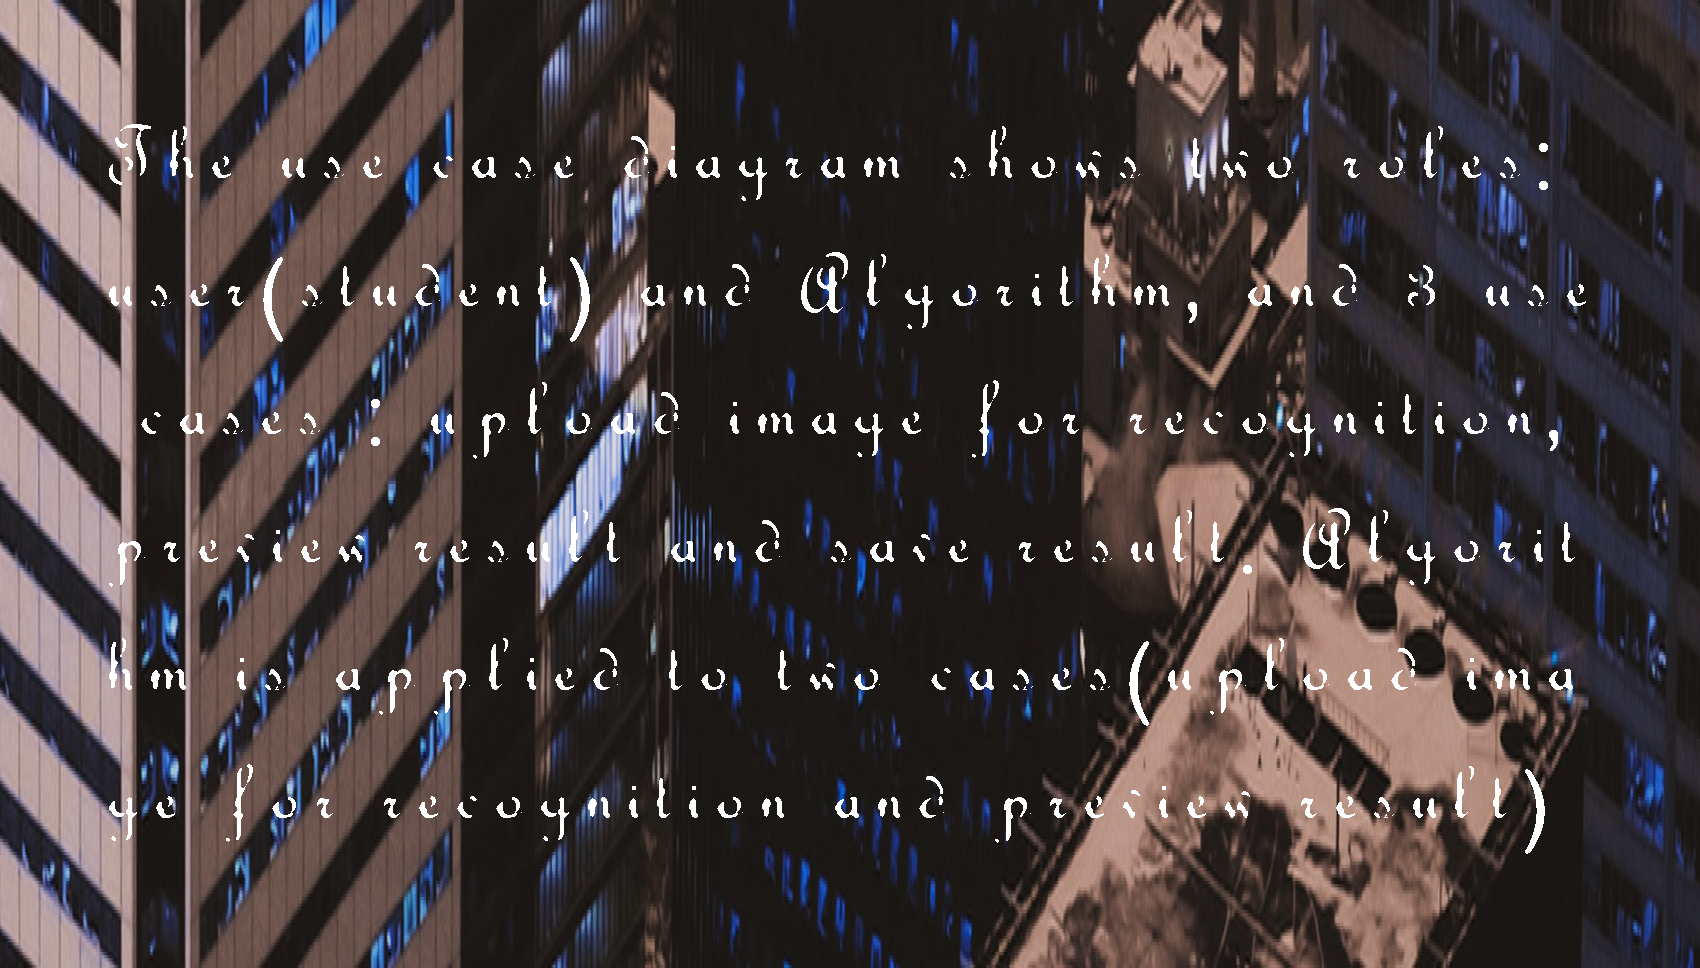 The use case diagram shows two roles:
user(student) and Algorithm, and 3 use
cases : upload image for recognition,
preview result and save result. Algorit
hm is applied to two cases(upload ima
ge for recognition and preview result)